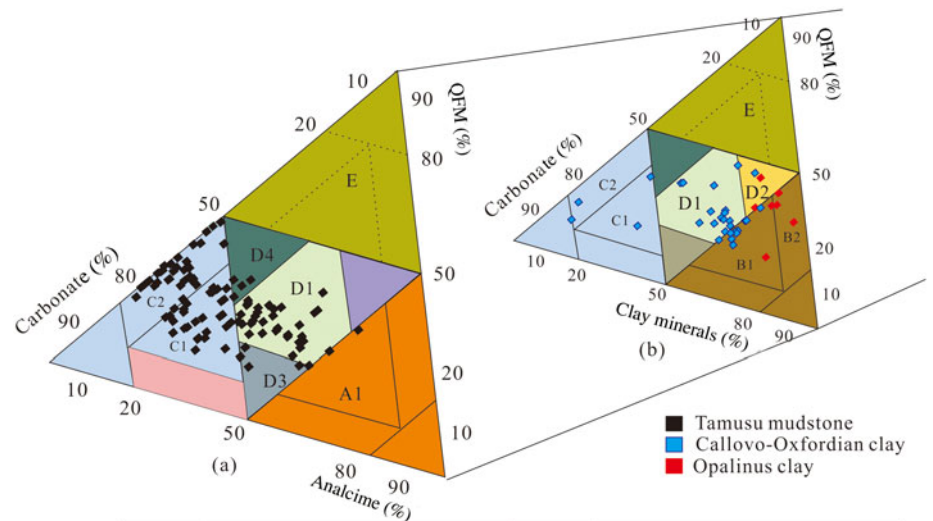 10
90
QFM (%)
20
80
E
50
Carbonate (%)
D4
80
C2
D1
50
90
C1
D3
A1
20
10
20
50
10
80
90
Analcime (%)
(a)
10
90
QFM (%)
20
80
E
50
Carbonate (%)
80
C2
D2
50
90
D1
C1
B2
20
B1
10
20
50
10
Clay minerals (%)
80
90
(b)
Tamusu mudstone
Callovo-Oxfordian clay
Opalinus clay